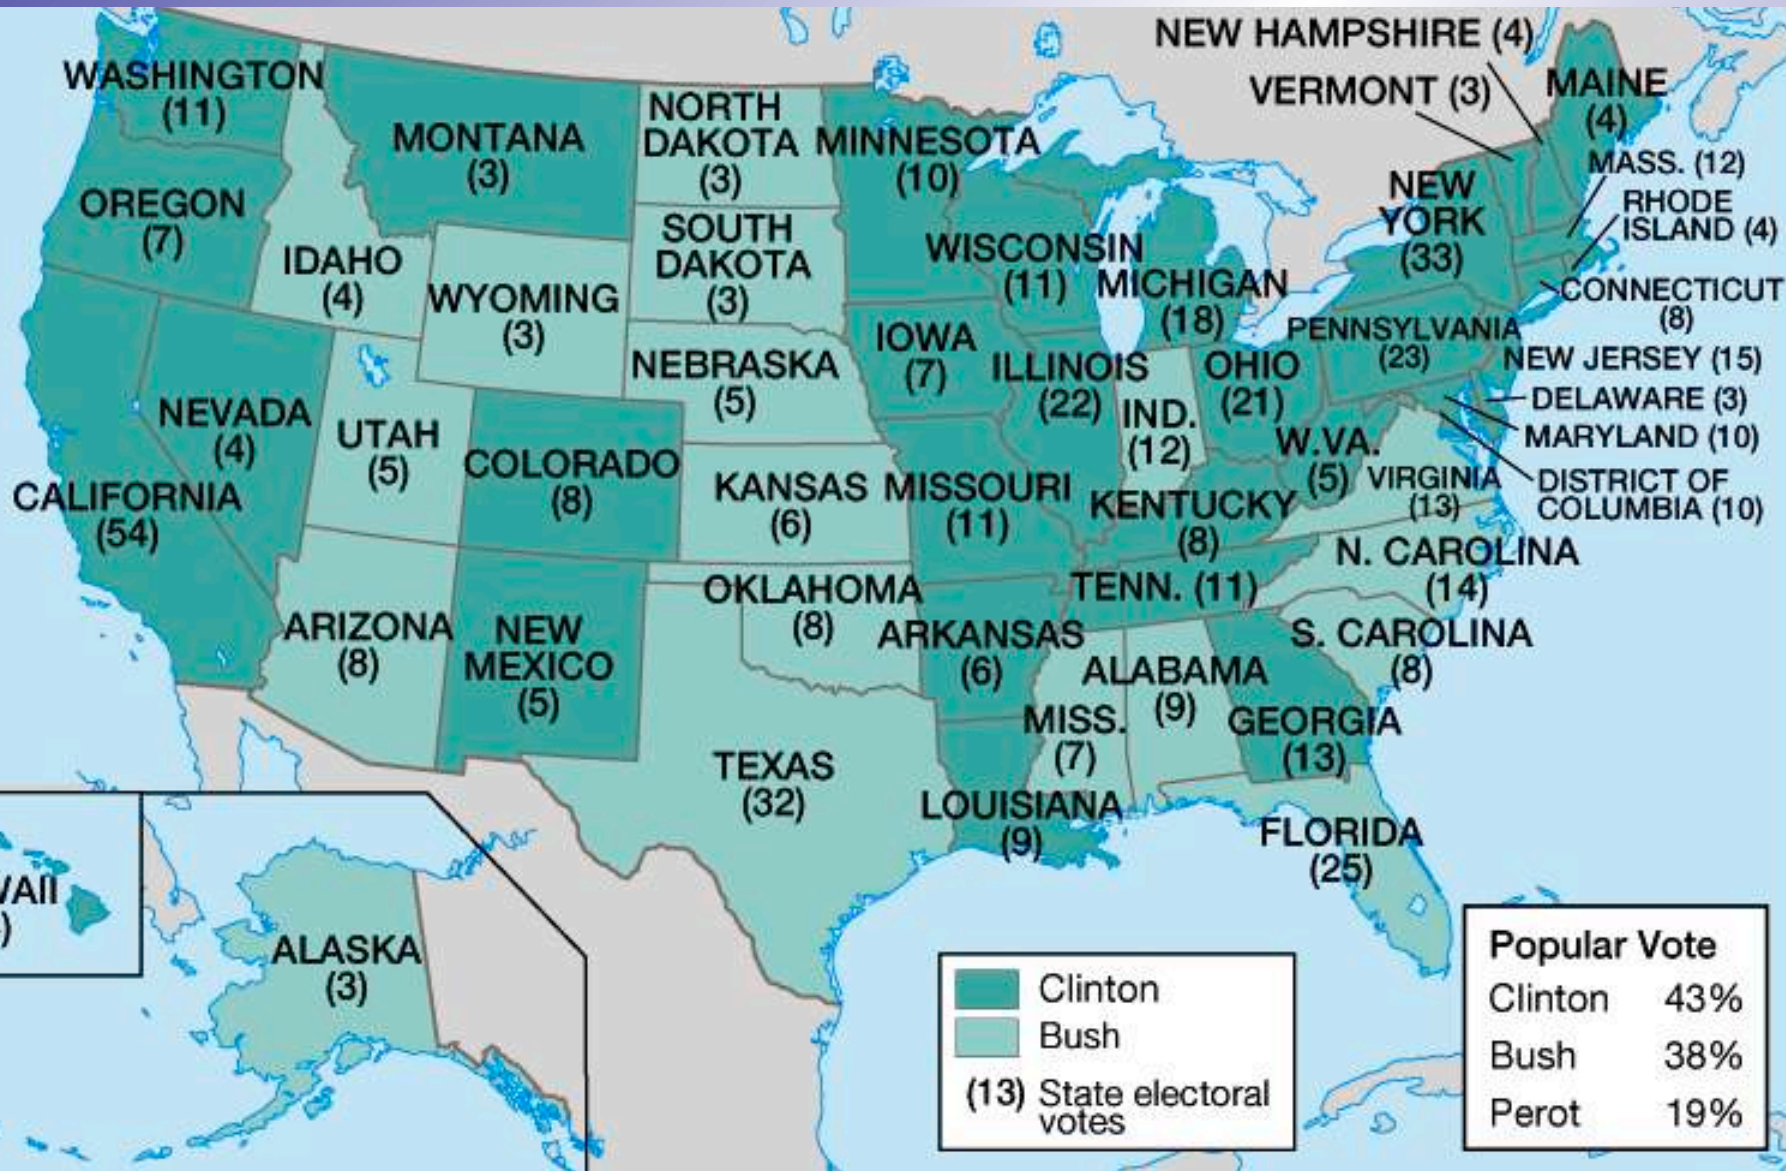 NEW HAMPSHIRE (4)
VERMONT (3)
MAINE
(4)
WASHINGTON
(11)
MONTANA
(3)
NORTH
DAKOTA
(3)
MINNESOTA
(10)
MASS. (12)
NEW
YORK
(33)
RHODE
ISLAND (4)
OREGON
(7)
IDAHO
(4)
WYOMING
(3)
SOUTH
DAKOTA
(3)
WISCONSIN
(11)
MICHIGAN
(18)
CONNECTICUT
(8)
PENNSYLVANIA
(23)
NEW JERSEY (15)
IOWA
(7)
ILLINOIS
(22)
IND.
(12)
OHIO
(21)
NEBRASKA
(5)
DELAWARE (3)
MARYLAND (10)
NEVADA
(4)
UTAH
(5)
COLORADO
(8)
W.VA.
(5)
VIRGINIA
(13)
DISTRICT OF
COLUMBIA (10)
CALIFORNIA
(54)
KANSAS
(6)
MISSOURI
(11)
KENTUCKY
(8)
N. CAROLINA
(14)
TENN. (11)
OKLAHOMA
(8)
ARIZONA
(8)
NEW
MEXICO
(5)
ARKANSAS
(6)
S. CAROLINA
(8)
ALABAMA
(9)
MISS.
(7)
GEORGIA
(13)
TEXAS
(32)
LOUISIANA
(9)
FLORIDA
(25)
ALASKA
(3)
Clinton
Bush
(13) State electoral
votes
Popular Vote
Clinton 43%
Bush 38%
Perot 19%